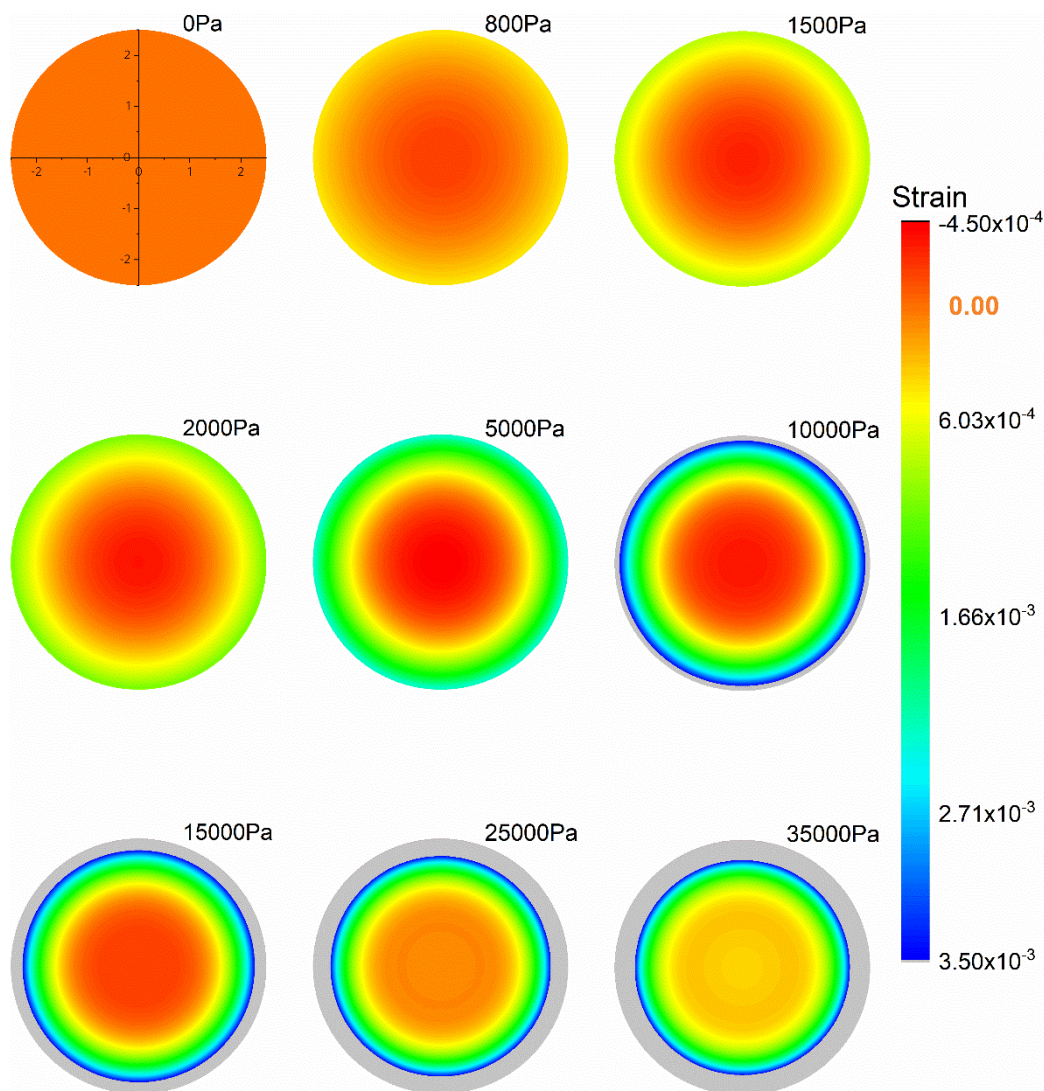 0Pa
800Pa
1500Pa
2
1
-2 -1 0 1 2
0
-1
-2
Strain
-4.50x10⁻⁴
0.00
6.03x10⁻⁴
1.66x10⁻³
2.71x10⁻³
3.50x10⁻³
2000Pa
5000Pa
10000Pa
15000Pa
25000Pa
35000Pa